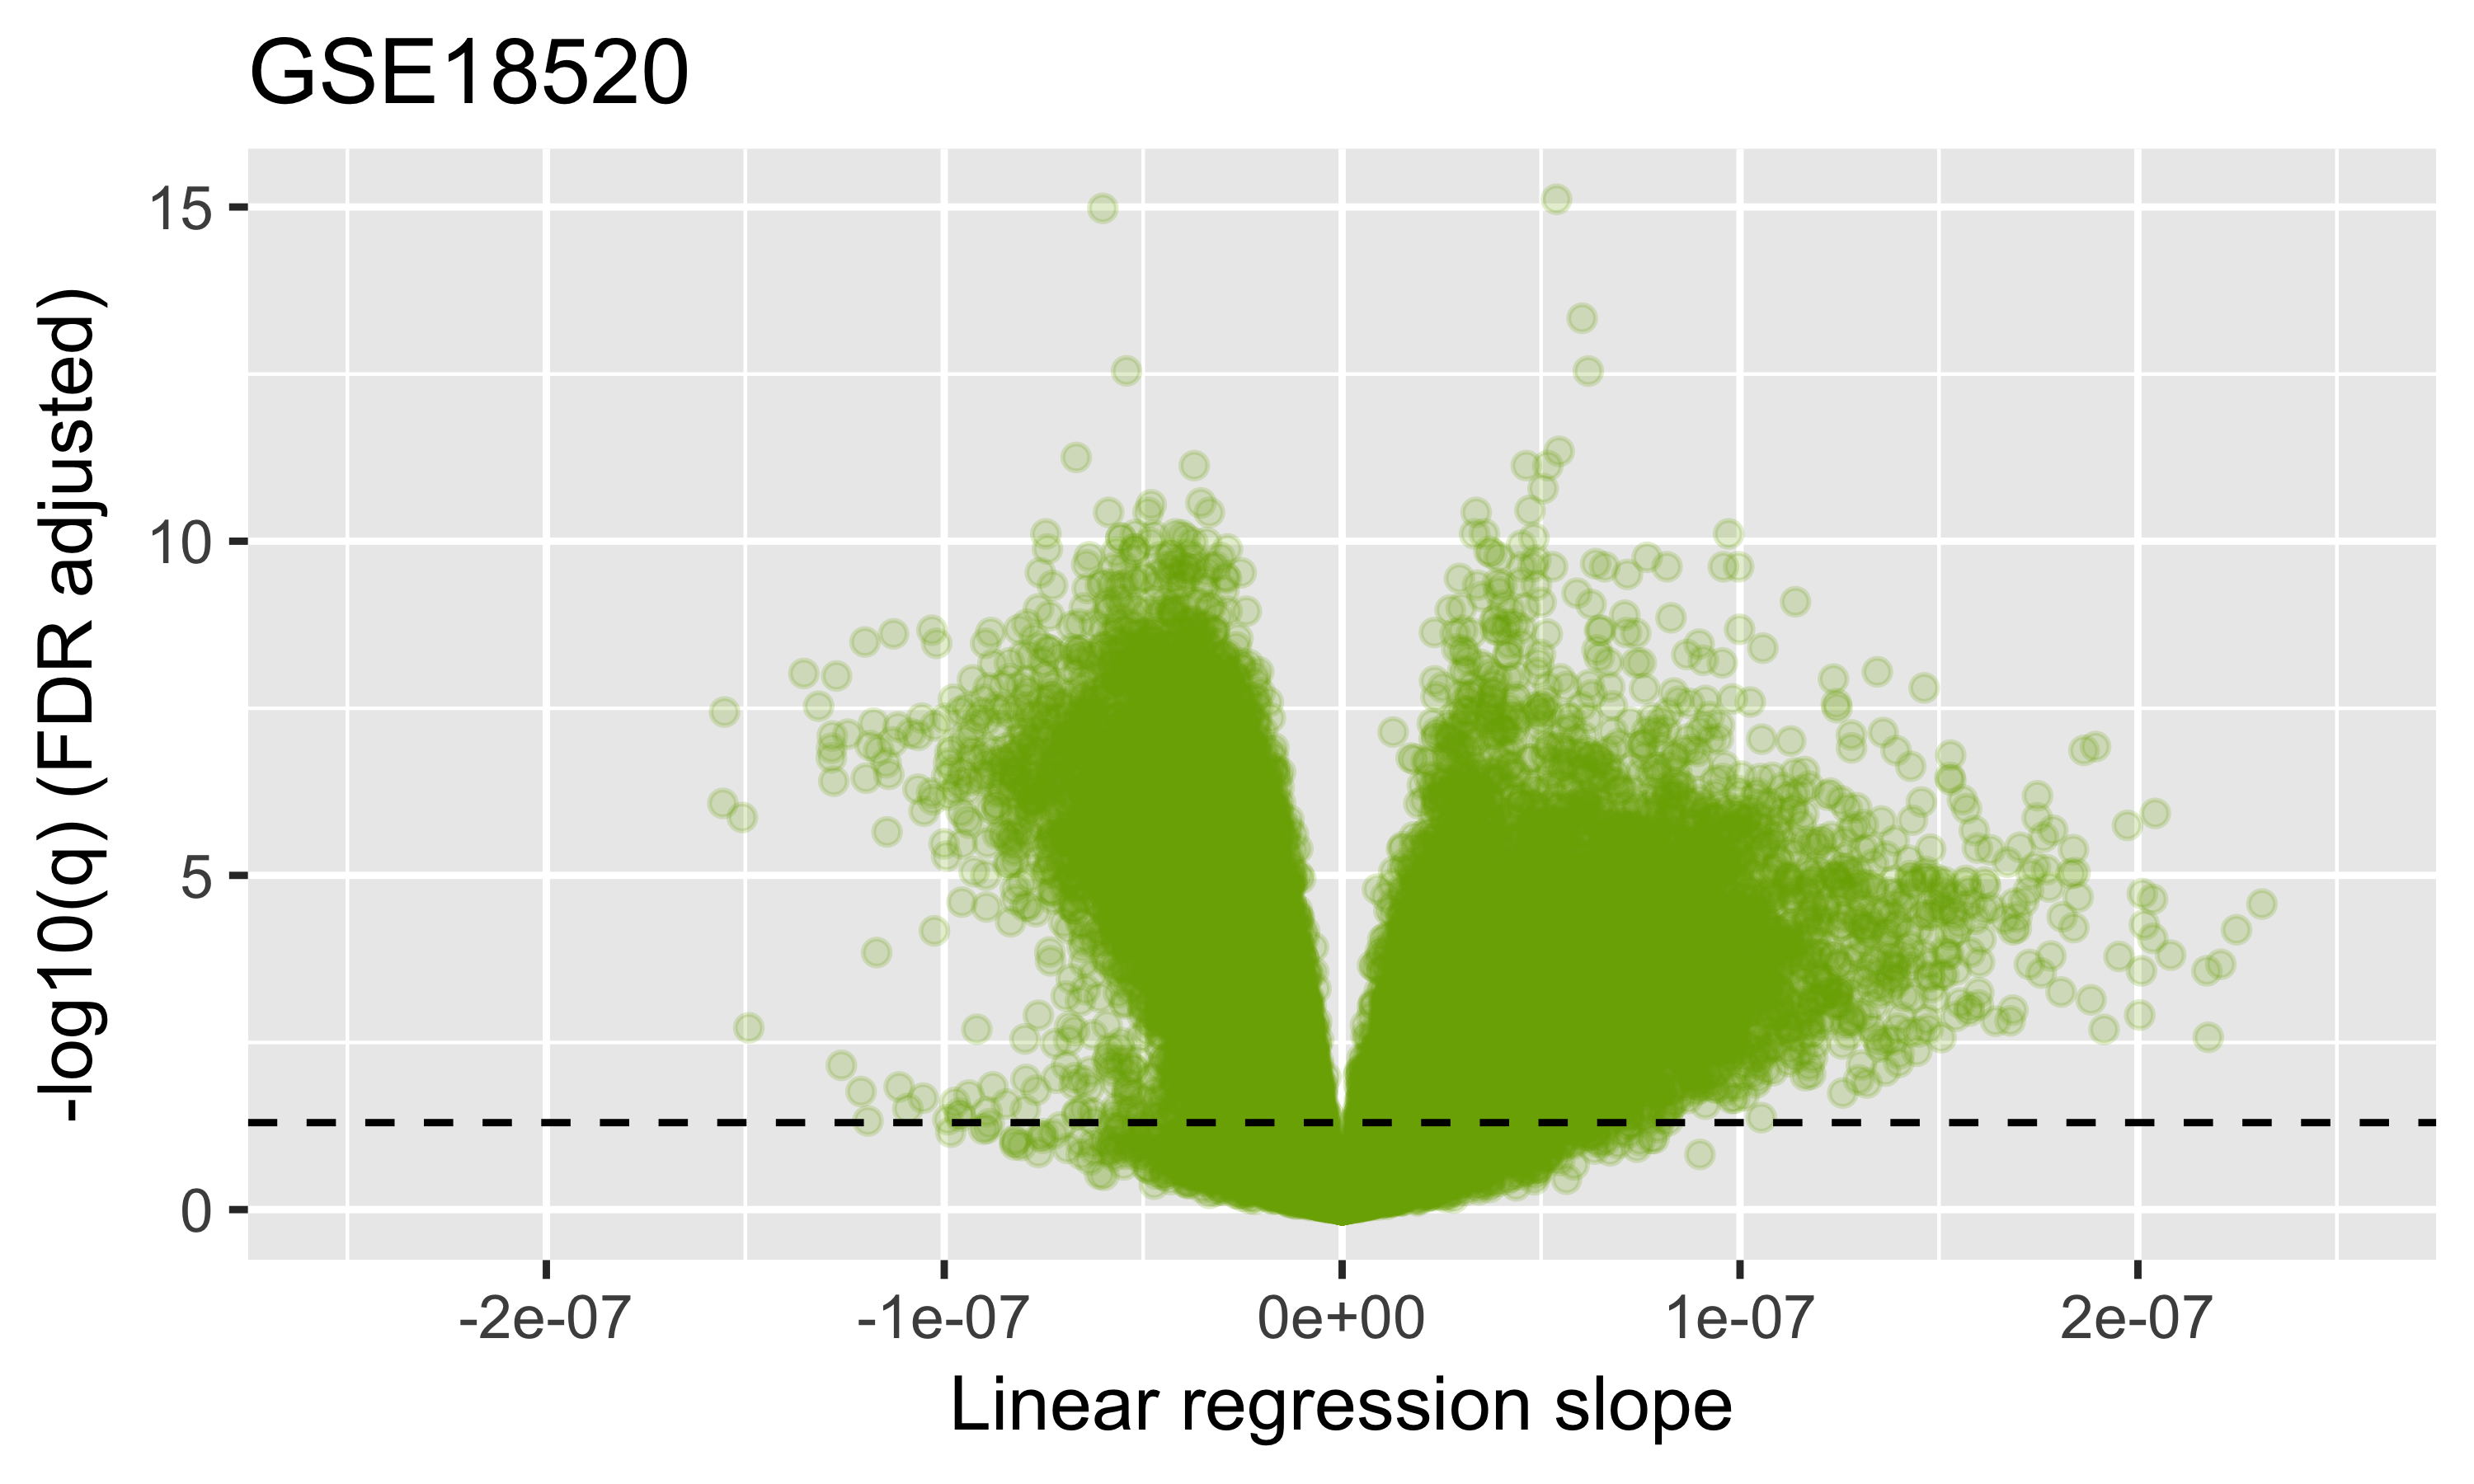 GSE18520
-log10(q) (FDR adjusted)
15
10
5
0
-2e-07 -1e-07 0e+00 1e-07 2e-07
Linear regression slope